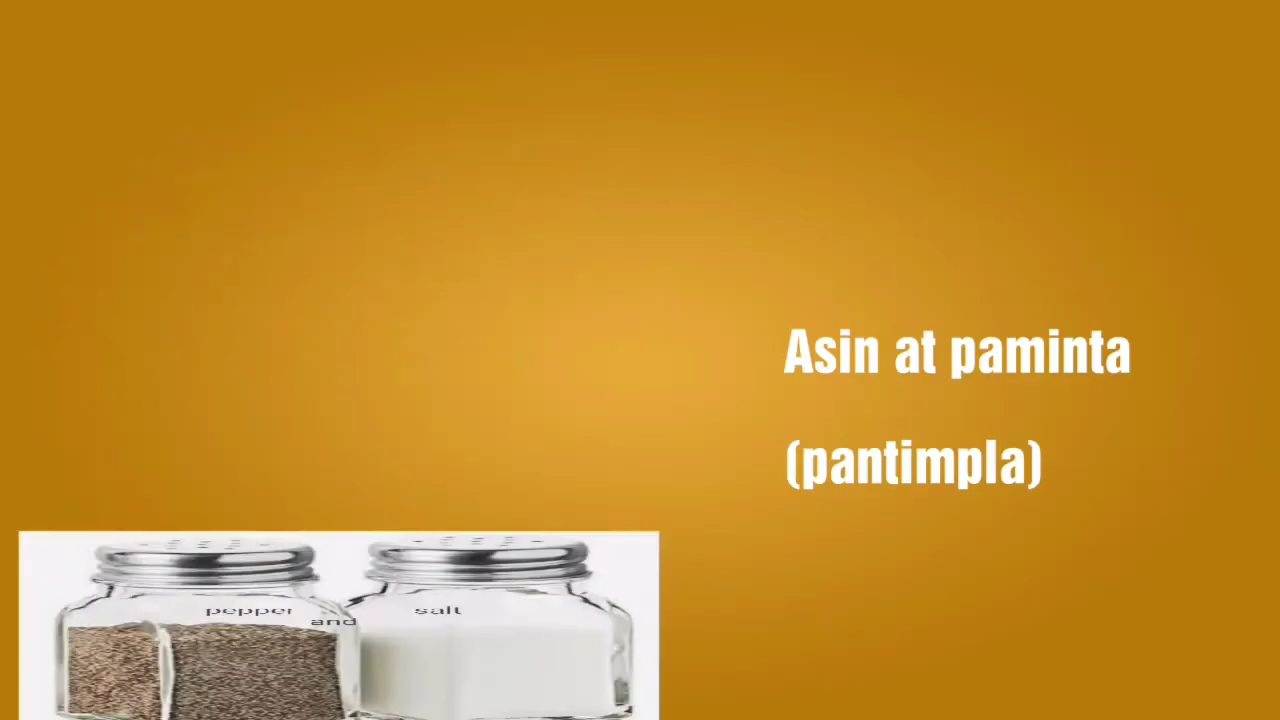 Asin at paminta
(pantimpla)
pepper
and
salt